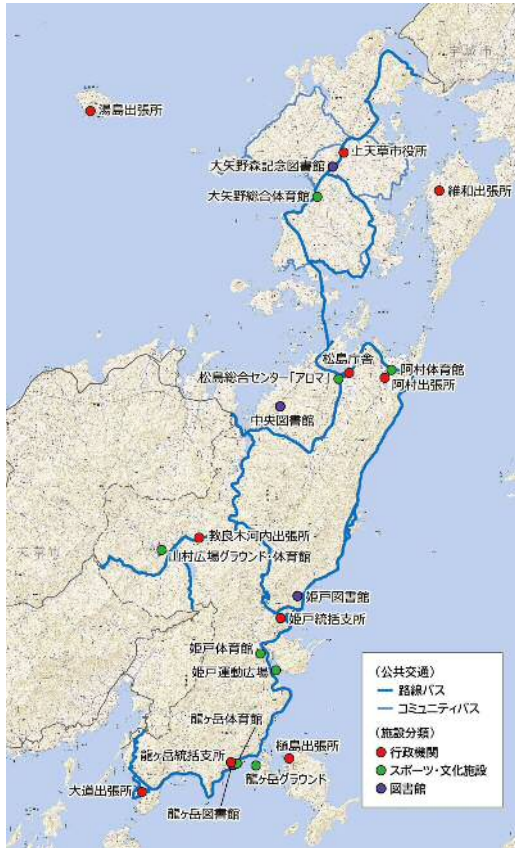 宇城市
湯島出張所
上天草市役所
大矢野森記念図書館
維和出張所
大矢野総合体育館
松島庁舎
阿村体育館
松島総合センター「アロマ」
阿村出張所
中央図書館
教良木河内出張所
天草市
山村広場グラウンド・体育館
姫戸図書館
姫戸統括支所
姫戸体育館
姫戸運動広場
龍ヶ岳体育館
樋島出張所
龍ヶ岳統括支所
龍ヶ岳グラウンド
大道出張所
龍ヶ岳図書館
(公共交通)
路線バス
コミュニティバス
(施設分類)
行政機関
スポーツ・文化施設
図書館